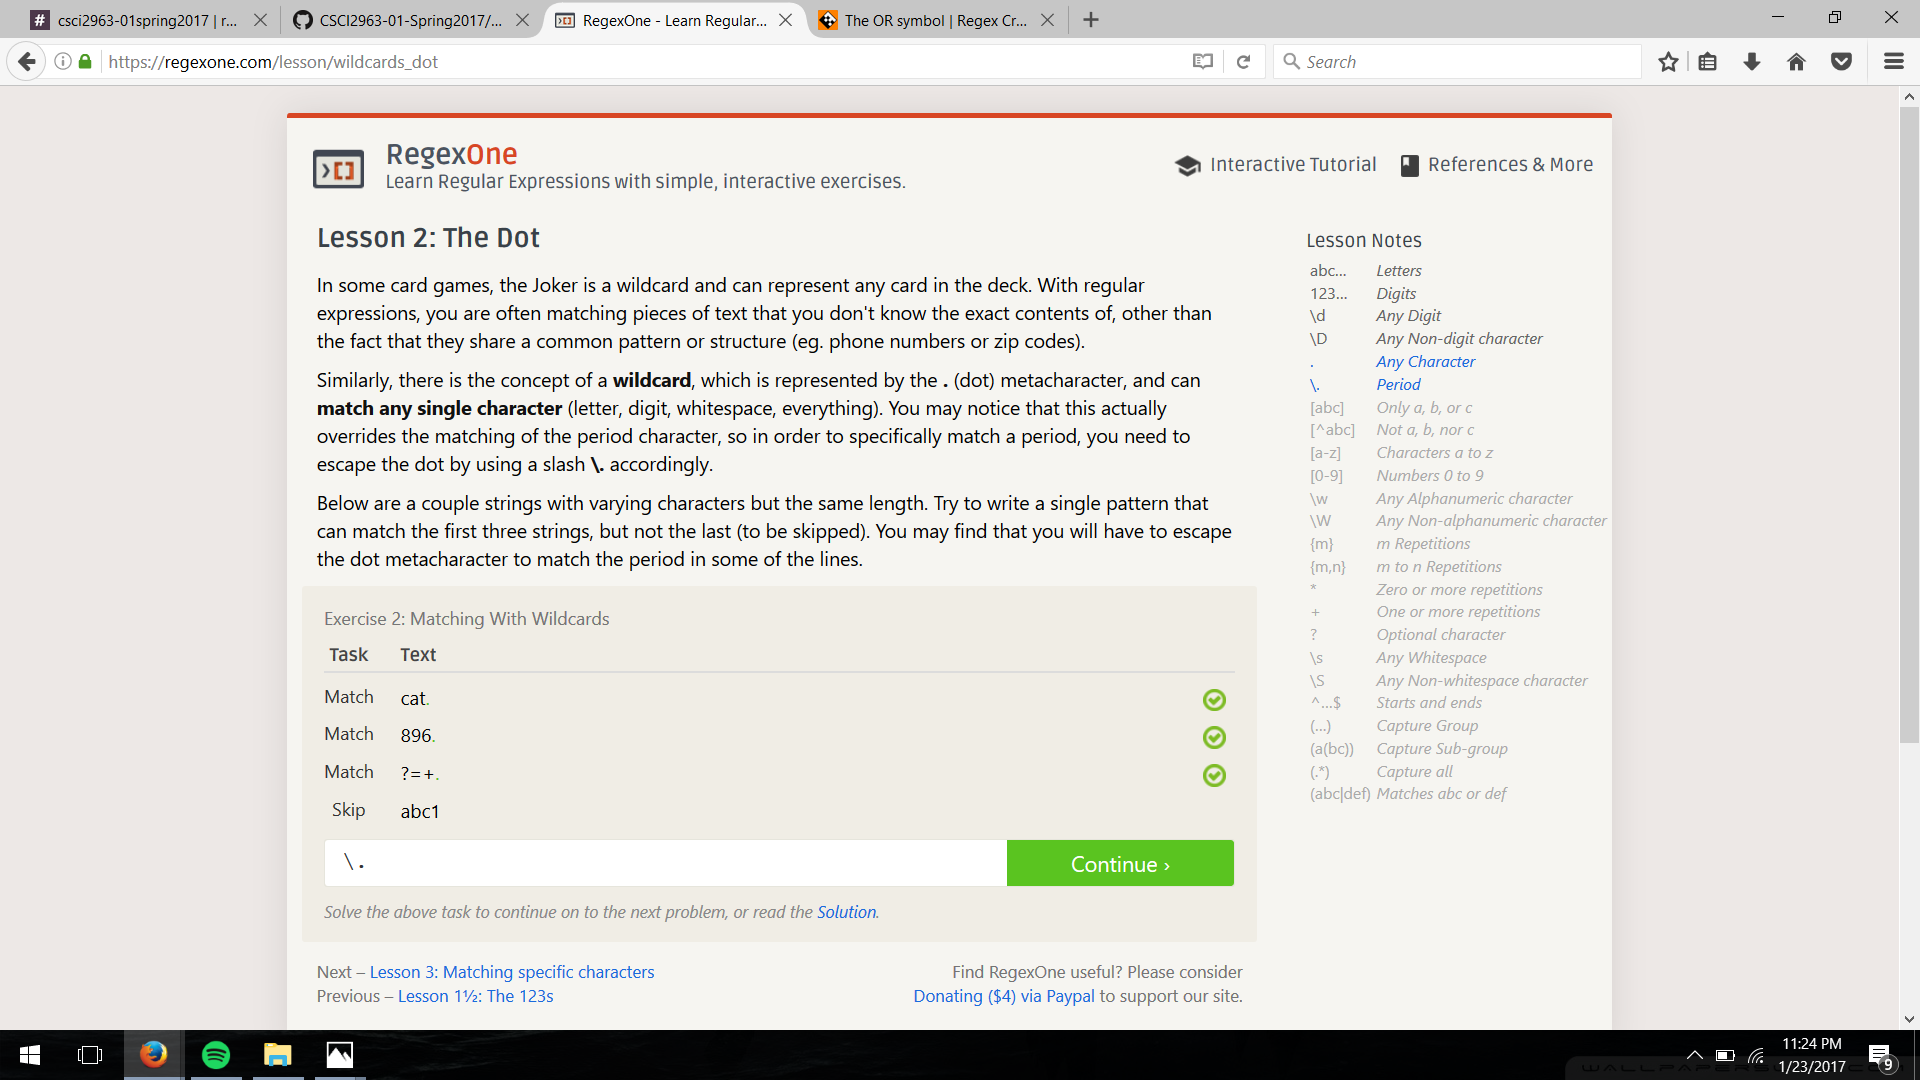 csci2963-01spring2017 | r...
CSCI2963-01-Spring2017/...
RegexOne - Learn Regular...
The OR symbol | Regex Cr...
https://regexone.com/lesson/wildcards_dot
Search
RegexOne
Learn Regular Expressions with simple, interactive exercises.
Interactive Tutorial
References & More
Lesson 2: The Dot
In some card games, the Joker is a wildcard and can represent any card in the deck. With regular
expressions, you are often matching pieces of text that you don't know the exact contents of, other than
the fact that they share a common pattern or structure (eg. phone numbers or zip codes).
Similarly, there is the concept of a wildcard, which is represented by the . (dot) metacharacter, and can
match any single character (letter, digit, whitespace, everything). You may notice that this actually
overrides the matching of the period character, so in order to specifically match a period, you need to
escape the dot by using a slash \. accordingly.
Below are a couple strings with varying characters but the same length. Try to write a single pattern that
can match the first three strings, but not the last (to be skipped). You may find that you will have to escape
the dot metacharacter to match the period in some of the lines.
Exercise 2: Matching With Wildcards
Task Text
Match cat.
Match 896.
Match ?=+.
Skip abc1
\.
Continue ›
Solve the above task to continue on to the next problem, or read the Solution.
Next – Lesson 3: Matching specific characters
Previous – Lesson 1½: The 123s
Find RegexOne useful? Please consider
Donating ($4) via Paypal to support our site.
Lesson Notes
abc... Letters
123... Digits
\d Any Digit
\D Any Non-digit character
. Any Character
\. Period
[abc] Only a, b, or c
[^abc] Not a, b, nor c
[a-z] Characters a to z
[0-9] Numbers 0 to 9
\w Any Alphanumeric character
\W Any Non-alphanumeric character
{m} m Repetitions
{m,n} m to n Repetitions
* Zero or more repetitions
+ One or more repetitions
? Optional character
\s Any Whitespace
\S Any Non-whitespace character
^...$ Starts and ends
(...) Capture Group
(a(bc)) Capture Sub-group
(.*) Capture all
(abc|def) Matches abc or def
11:24 PM
1/23/2017
9